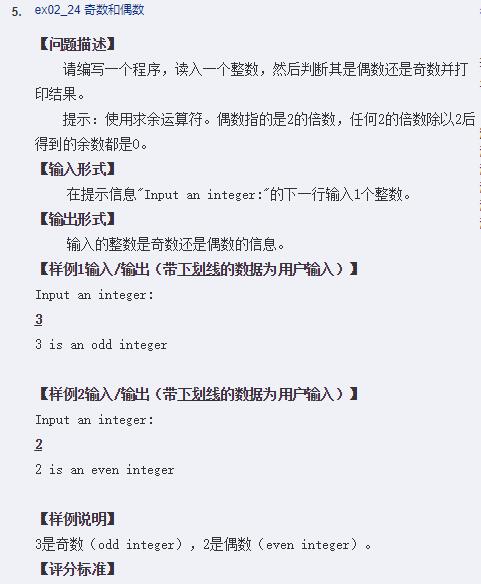 5. ex02_24 奇数和偶数
【问题描述】
请编写一个程序，读入一个整数，然后判断其是偶数还是奇数并打
印结果。
提示：使用求余运算符。偶数指的是2的倍数，任何2的倍数除以2后
得到的余数都是0。
【输入形式】
在提示信息"Input an integer:"的下一行输入1个整数。
【输出形式】
输入的整数是奇数还是偶数的信息。
【样例1输入/输出（带下划线的数据为用户输入）】
Input an integer:
3
3 is an odd integer
【样例2输入/输出（带下划线的数据为用户输入）】
Input an integer:
2
2 is an even integer
【样例说明】
3是奇数（odd integer），2是偶数（even integer）。
【评分标准】